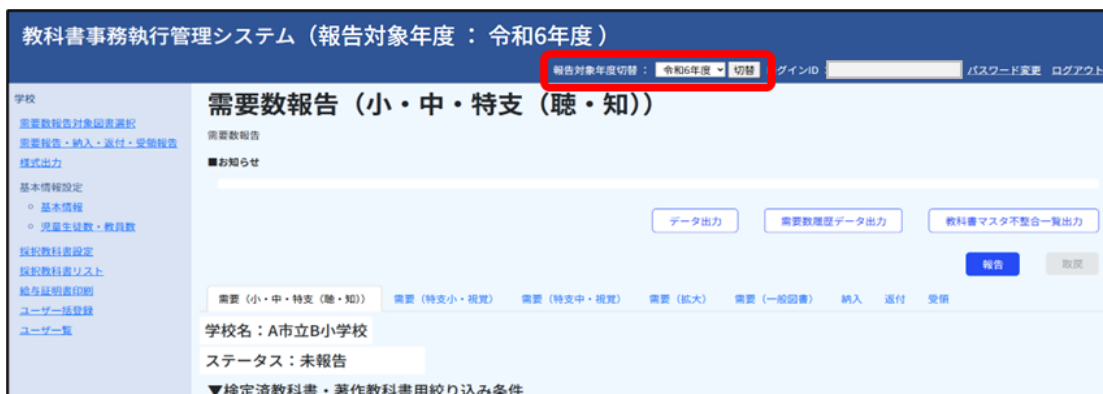 教科書事務執行管理システム（報告対象年度 ： 令和6年度 ）
報告対象年度切替 ： 令和6年度 切替 グインID： パスワード変更 ログアウト
学校
需要数報告対象図書選択
需要報告・納入・返付・受領報告
様式出力
基本情報設定
基本情報
児童生徒数・教員数
採択教科書設定
採択教科書リスト
給与証明書印刷
ユーザ一括登録
ユーザ一覧
需要数報告（小・中・特支（聴・知））
需要数報告
■お知らせ
データ出力 需要数履歴データ出力 教科書マスタ不整合一覧出力
報告 取戻
需要（小・中・特支（聴・知）） 需要（特支小・視覚） 需要（特支中・視覚） 需要（拡大） 需要（一般図書） 納入 返付 受領
学校名：A市立B小学校
ステータス：未報告
▼検定済教科書・著作教科書用絞り込み条件